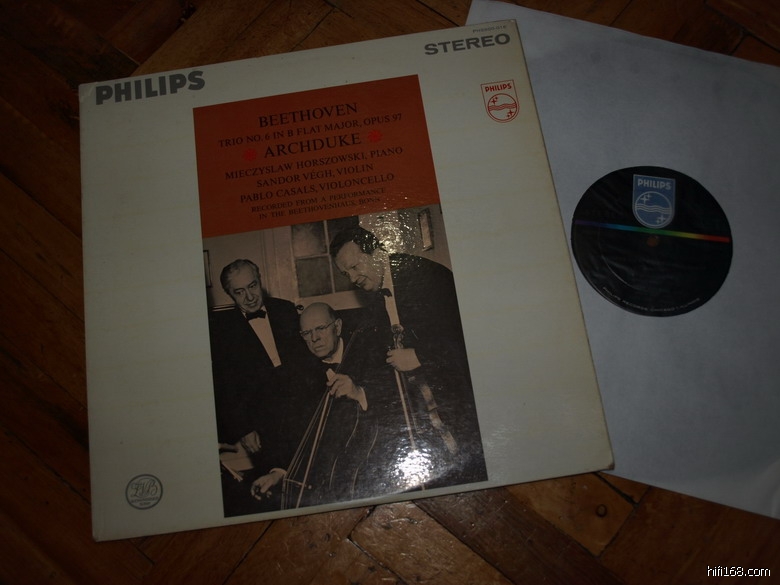 STEREO
PHILIPS
PHILIPS
BEETHOVEN
TRIO NO. 6 IN B FLAT MAJOR, OPUS 97
ARCHDUKE
MIECZYSLAW HORSZOWSKI, PIANO
SANDOR VÉGH, VIOLIN
PABLO CASALS, VIOLONCELLO
RECORDED FROM A PERFORMANCE
IN THE BEETHOVENHAUS, BONN
PHILIPS
hifi168.com